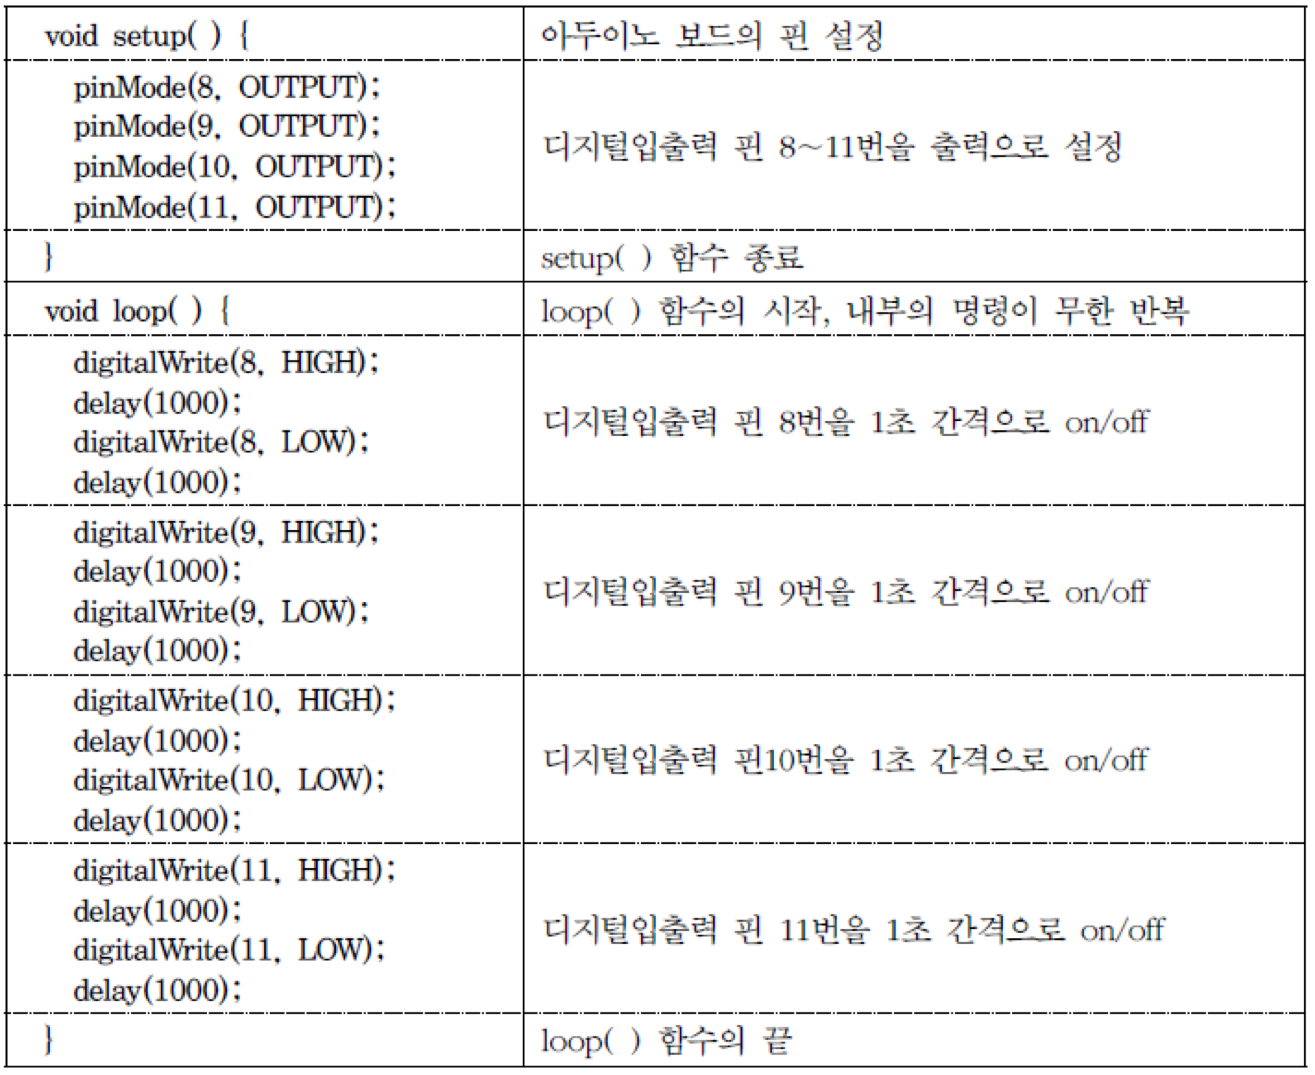 void setup( ) {
아두이노 보드의 핀 설정
pinMode(8, OUTPUT);
pinMode(9, OUTPUT);
pinMode(10, OUTPUT);
pinMode(11, OUTPUT);
디지털입출력 핀 8~11번을 출력으로 설정
}
setup( ) 함수 종료
void loop( ) {
loop( ) 함수의 시작, 내부의 명령이 무한 반복
digitalWrite(8, HIGH);
delay(1000);
digitalWrite(8, LOW);
delay(1000);
디지털입출력 핀 8번을 1초 간격으로 on/off
digitalWrite(9, HIGH);
delay(1000);
digitalWrite(9, LOW);
delay(1000);
디지털입출력 핀 9번을 1초 간격으로 on/off
digitalWrite(10, HIGH);
delay(1000);
digitalWrite(10, LOW);
delay(1000);
디지털입출력 핀10번을 1초 간격으로 on/off
digitalWrite(11, HIGH);
delay(1000);
digitalWrite(11, LOW);
delay(1000);
디지털입출력 핀 11번을 1초 간격으로 on/off
}
loop( ) 함수의 끝